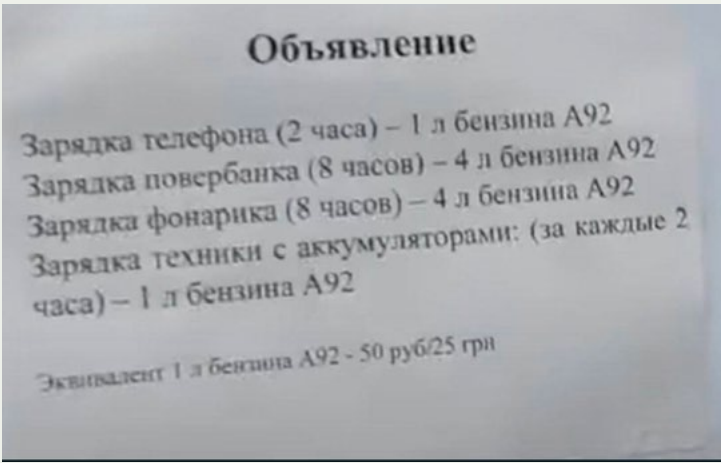 Объявление
Зарядка телефона (2 часа) – 1 л бензина А92
Зарядка повербанка (8 часов) – 4 л бензина А92
Зарядка фонарика (8 часов) – 4 л бензина А92
Зарядка техники с аккумуляторами: (за каждые 2
часа) – 1 л бензина А92
Эквивалент 1 л бензина А92 - 50 руб/25 грн